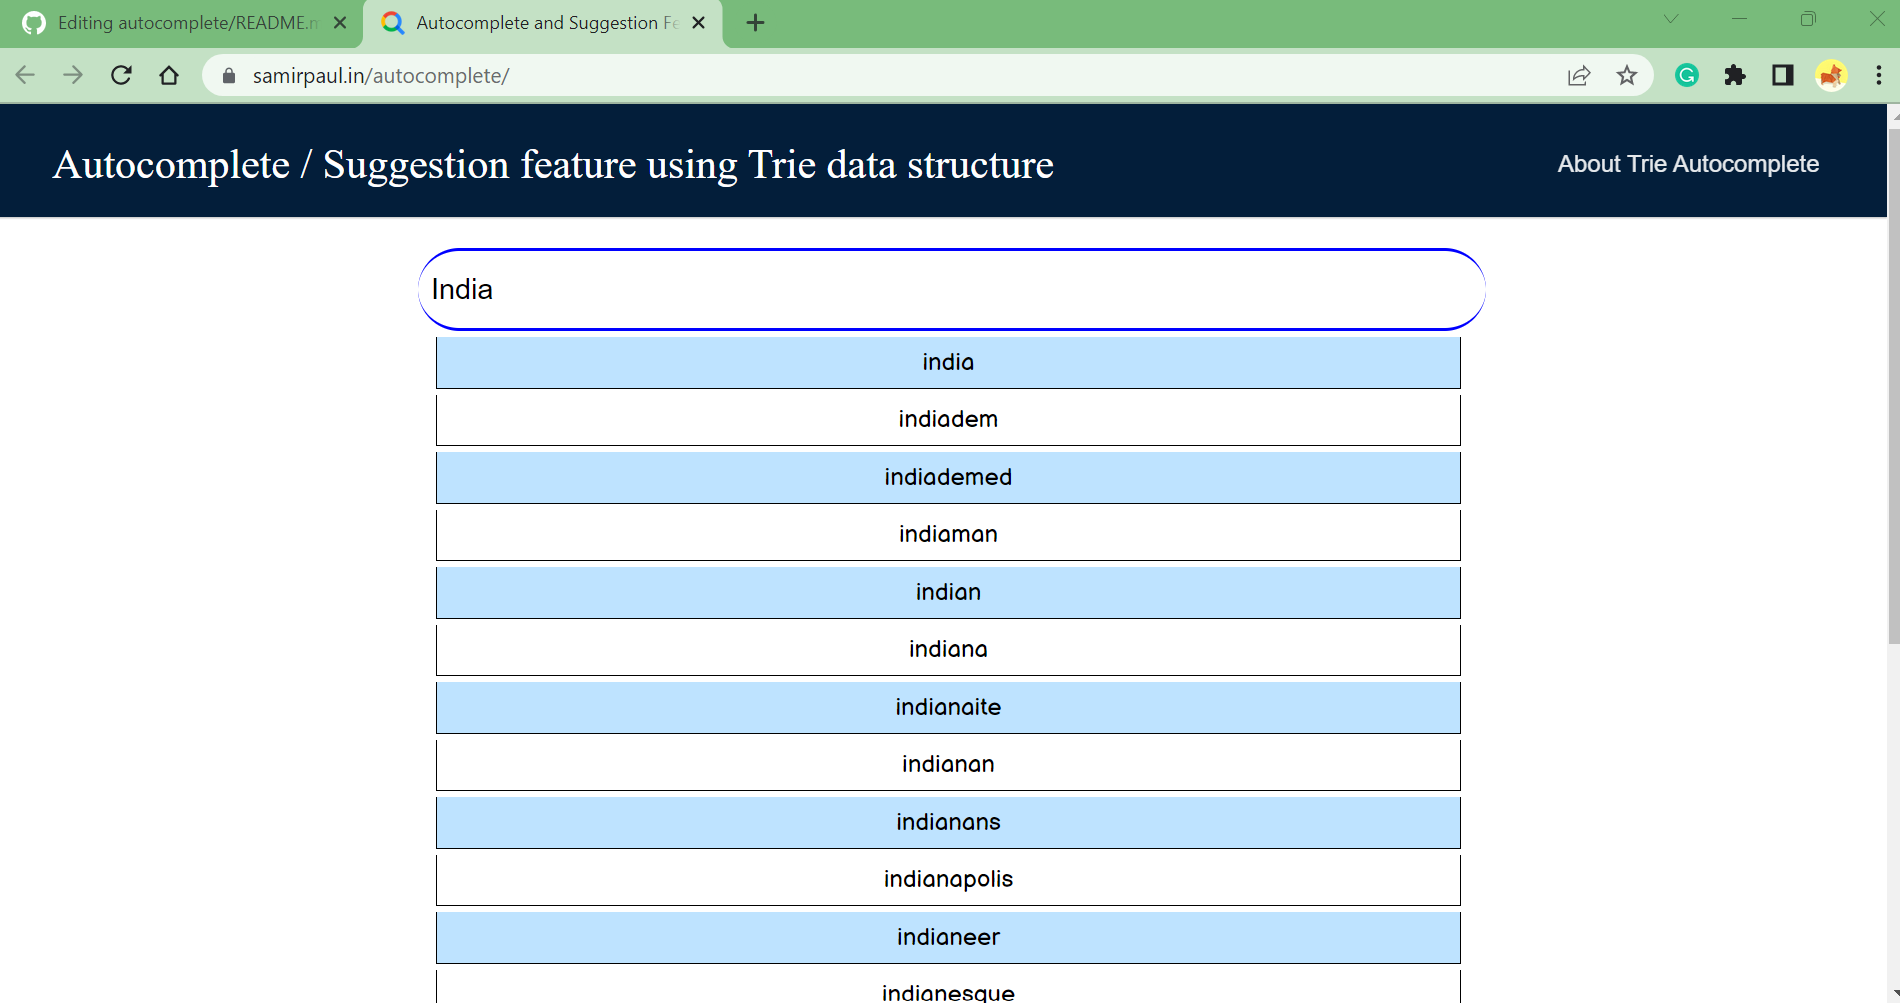 Editing autocomplete/README.m
Autocomplete and Suggestion Fe
samirpaul.in/autocomplete/
Autocomplete / Suggestion feature using Trie data structure
About Trie Autocomplete
India
india
indiadem
indiademed
indiaman
indian
indiana
indianaite
indianan
indianans
indianapolis
indianeer
indianesque